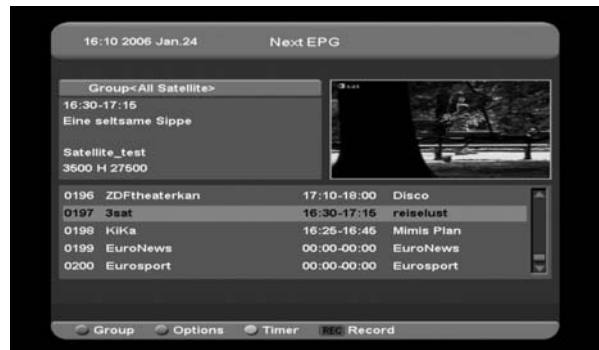 16:10 2006 Jan.24 Next EPG
Group<All Satellite>
16:30-17:15
Eine seltsame Sippe
Satellite_test
3500 H 27500
3sat
0196 ZDFtheaterkan 17:10-18:00 Disco
0197 3sat 16:30-17:15 reiselust
0198 KiKa 16:25-16:45 Mimis Plan
0199 EuroNews 00:00-00:00 EuroNews
0200 Eurosport 00:00-00:00 Eurosport
Group Options Timer REC Record